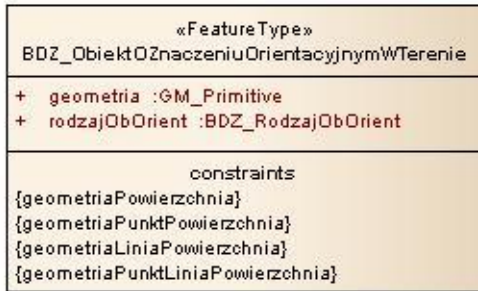 «FeatureType»
BDZ_ObiektOZnaczeniuOrientacyjnymWTerenie
+ geometria :GM_Primitive
+ rodzajObOrient :BDZ_RodzajObOrient
constraints
{geometriaPowierzchnia}
{geometriaPunktPowierzchnia}
{geometriaLiniaPowierzchnia}
{geometriaPunktLiniaPowierzchnia}